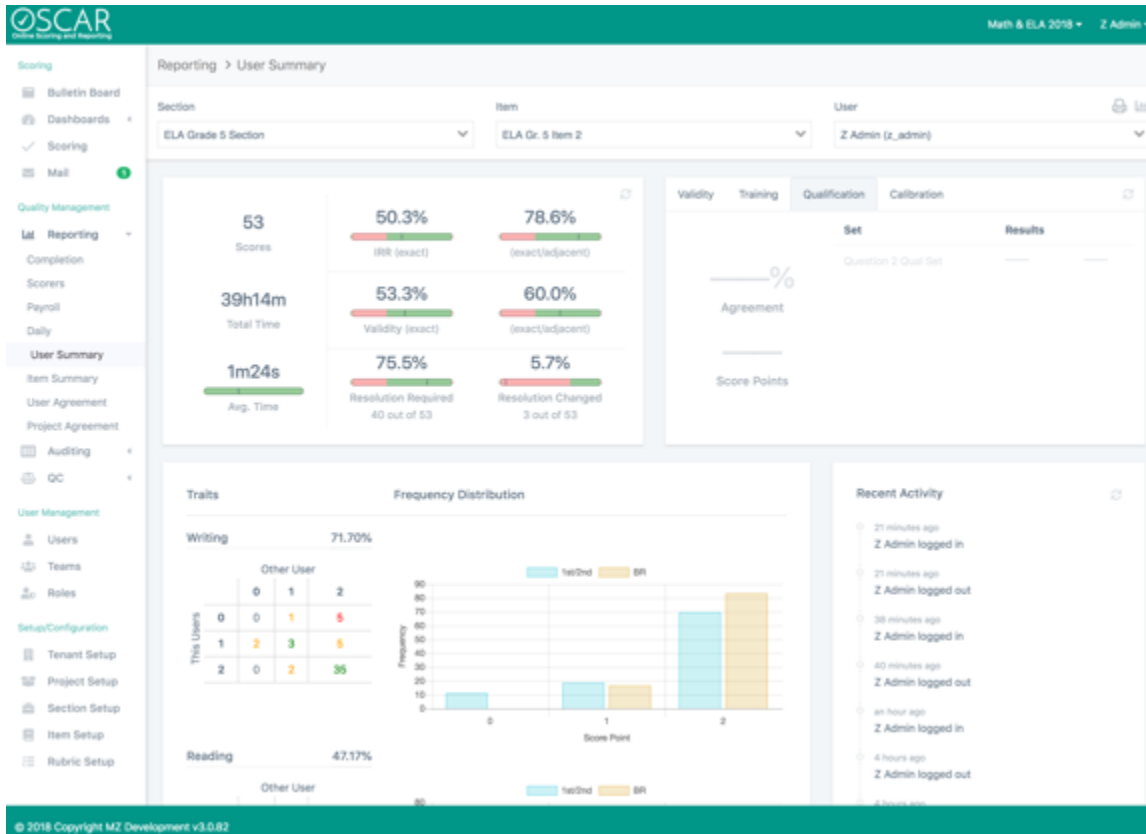 OSCAR
Online Scoring and Reporting
Math & ELA 2018
Z Admin
Scoring
Bulletin Board
Dashboards
Scoring
Mail
1
Quality Management
Reporting
Completion
Scorers
Payroll
Daily
User Summary
Item Summary
User Agreement
Project Agreement
Auditing
QC
User Management
Users
Teams
Roles
Setup/Configuration
Tenant Setup
Project Setup
Section Setup
Item Setup
Rubric Setup
Reporting > User Summary
Section
Item
User
ELA Grade 5 Section
ELA Gr. 5 Item 2
Z Admin (z_admin)
53
Scores
39h14m
Total Time
1m24s
Avg. Time
50.3%
IRR (exact)
78.6%
(exact/adjacent)
53.3%
Validity (exact)
60.0%
(exact/adjacent)
75.5%
Resolution Required
40 out of 53
5.7%
Resolution Changed
3 out of 53
Validity Training Qualification Calibration
%
Agreement
Score Points
Set Results
Question 2 Qual Set
Traits
Writing 71.70%
Other User
0 1 2
This Users
0 0 1 5
1 2 3 5
2 0 2 35
Reading 47.17%
Other User
Frequency Distribution
1st/2nd BR
Frequency
90
80
70
60
50
40
30
20
10
0
0 1 2
Score Point
1st/2nd BR
80
Recent Activity
21 minutes ago
Z Admin logged in
21 minutes ago
Z Admin logged out
38 minutes ago
Z Admin logged in
40 minutes ago
Z Admin logged out
an hour ago
Z Admin logged in
4 hours ago
Z Admin logged out
4 hours ago
© 2018 Copyright MZ Development v3.0.82